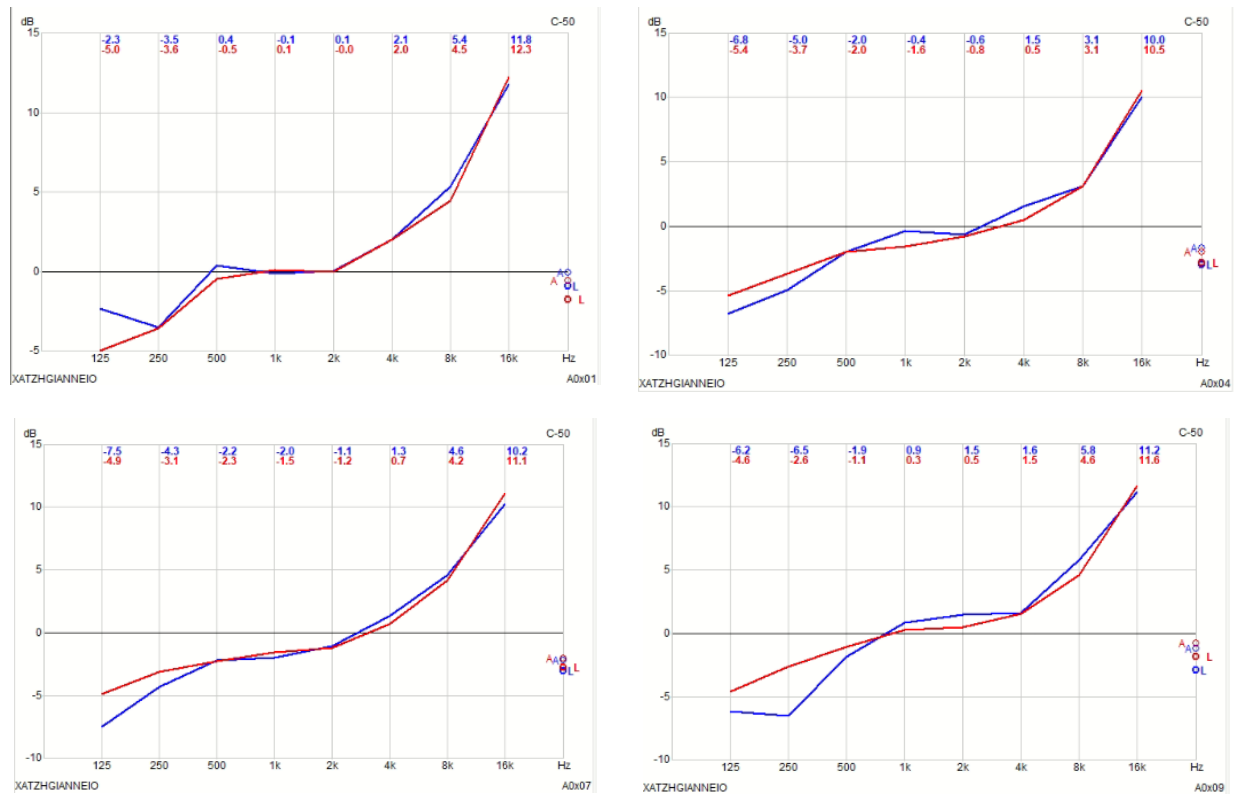 dB C-50
15 -2.3 -3.5 0.4 -0.1 0.1 2.1 5.4 11.8
-5.0 -3.6 -0.5 0.1 -0.0 2.0 4.5 12.3
10
5
0 A
A L
L
-5
125 250 500 1k 2k 4k 8k 16k Hz
XATZHGIANNEIO A0x01
dB C-50
15 -6.8 -5.0 -2.0 -0.4 -0.6 1.5 3.1 10.0
-5.4 -3.7 -2.0 -1.6 -0.8 0.5 3.1 10.5
10
5
0
A A
L L
-5
-10
125 250 500 1k 2k 4k 8k 16k Hz
XATZHGIANNEIO A0x04
dB C-50
15 -7.5 -4.3 -2.2 -2.0 -1.1 1.3 4.6 10.2
-4.9 -3.1 -2.3 -1.5 -1.2 0.7 4.2 11.1
10
5
0
A A
L L
-5
-10
125 250 500 1k 2k 4k 8k 16k Hz
XATZHGIANNEIO A0x07
dB C-50
15 -6.2 -6.5 -1.9 0.9 1.5 1.6 5.8 11.2
-4.6 -2.6 -1.1 0.3 0.5 1.5 4.6 11.6
10
5
0
A
A L
L
-5
-10
125 250 500 1k 2k 4k 8k 16k Hz
XATZHGIANNEIO A0x09